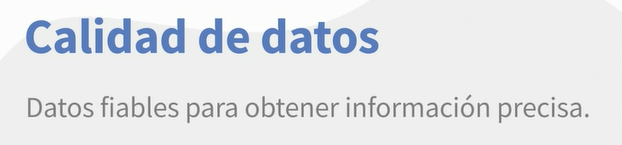 Calidad de datos
Datos fiables para obtener información precisa.